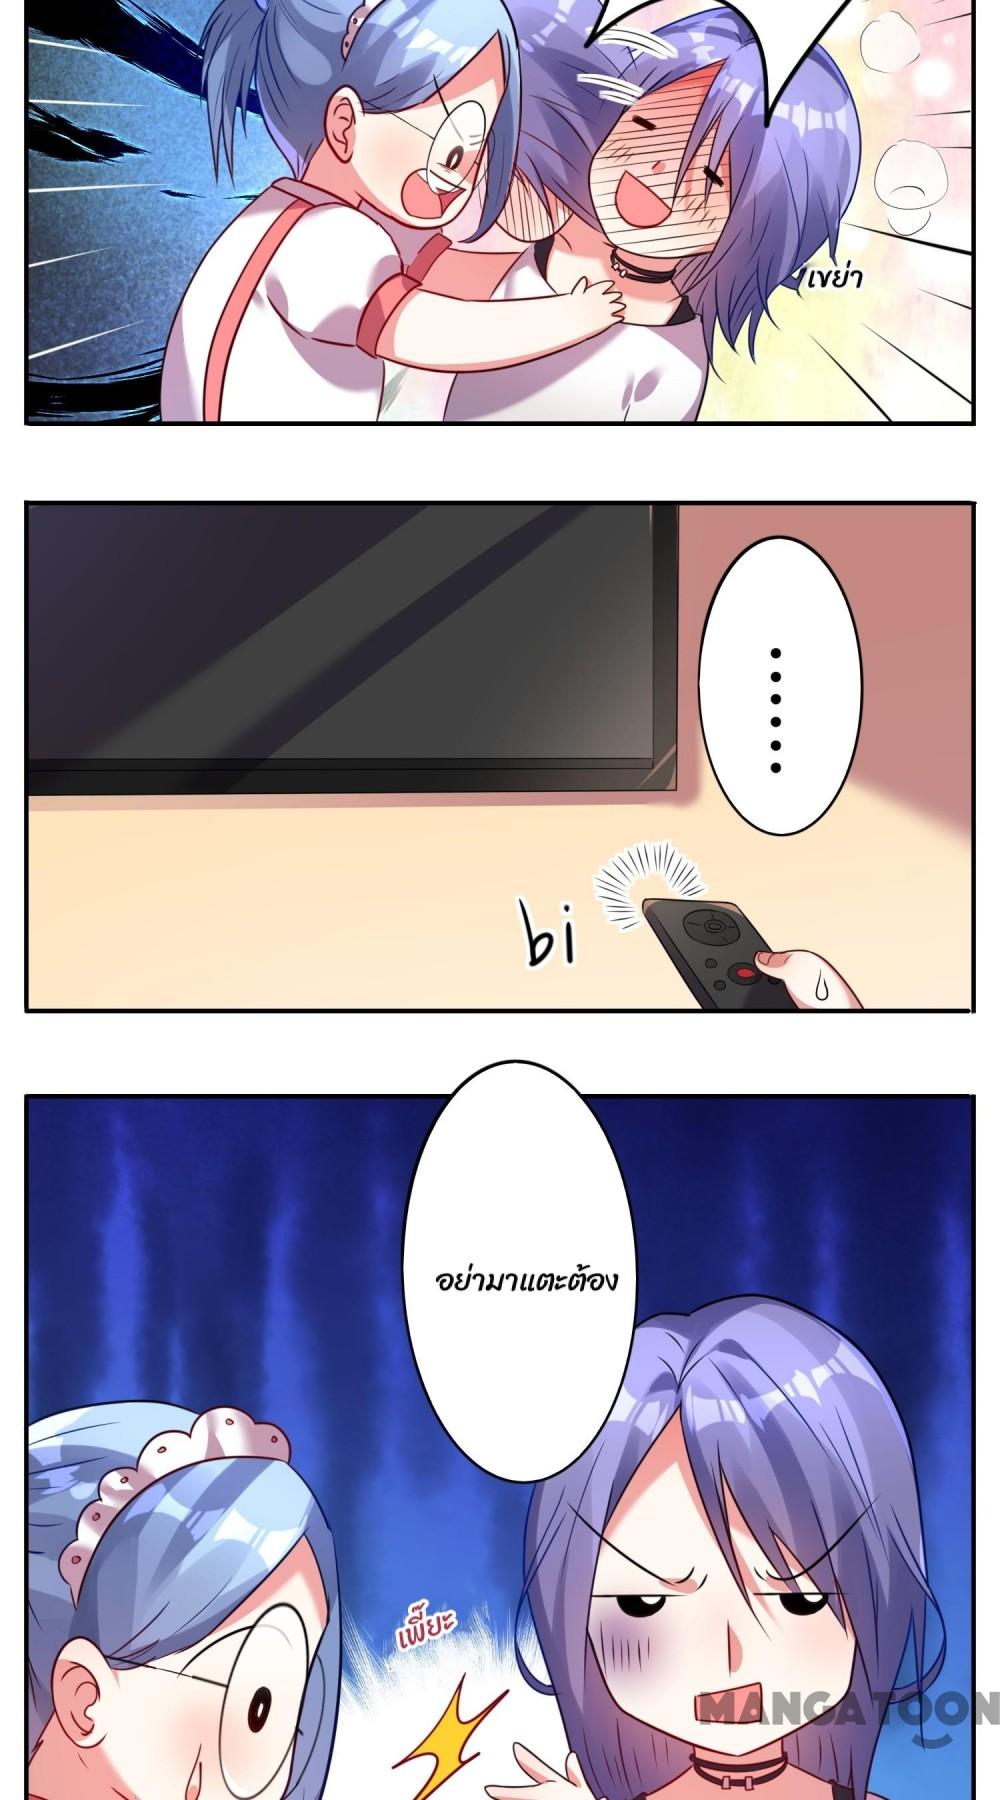 เขย่า
......
bi
อย่ามาแตะต้อง
เพี๊ยะ
MANGATOON